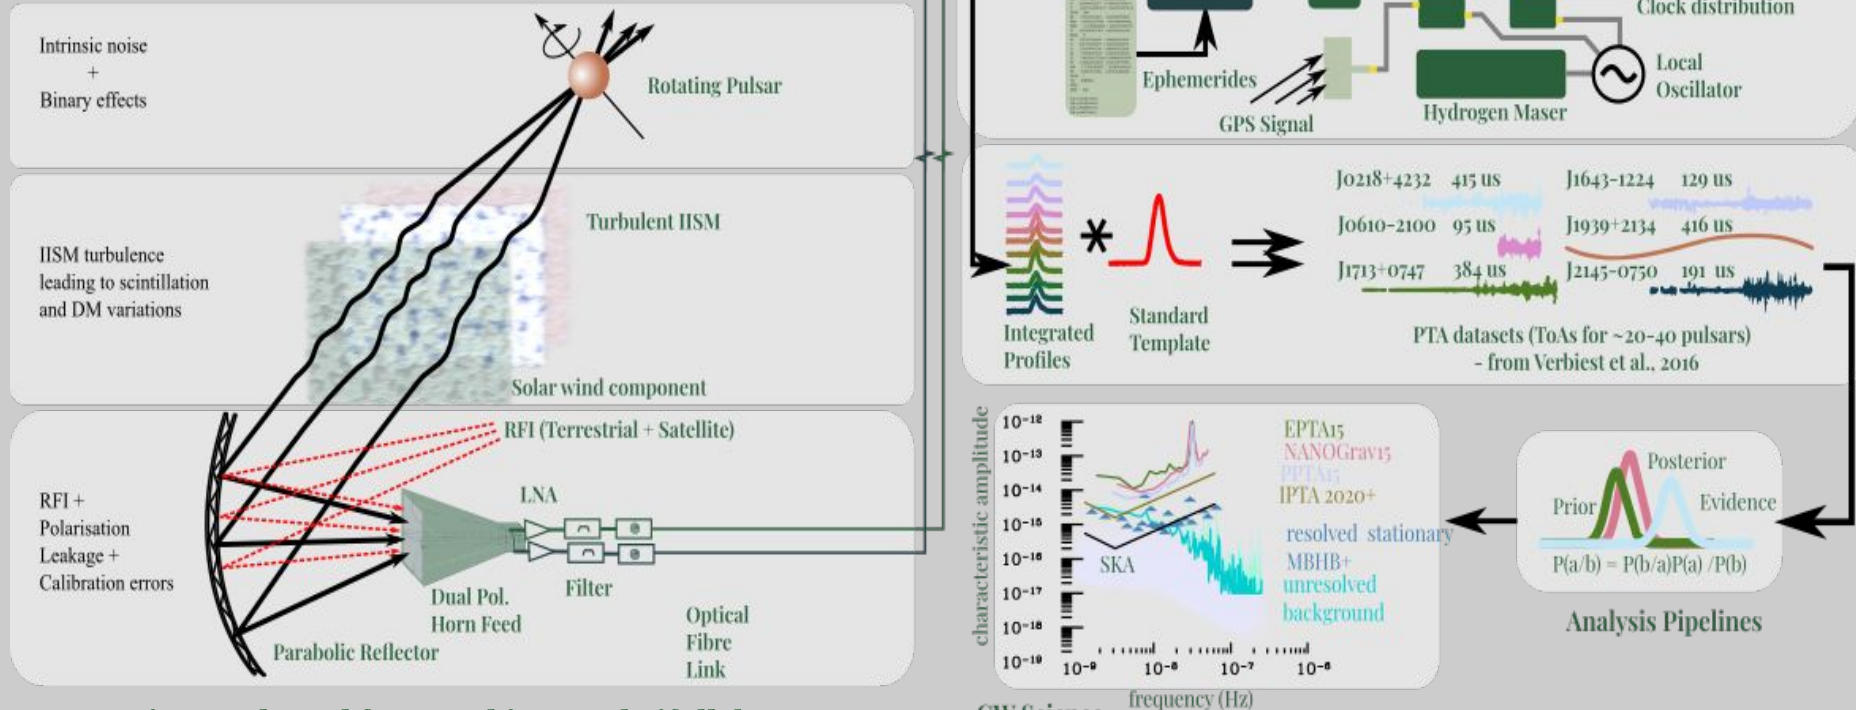 Intrinsic noise
+
Binary effects
Rotating Pulsar
IISM turbulence
leading to scintillation
and DM variations
Turbulent IISM
Solar wind component
RFI (Terrestrial + Satellite)
RFI +
Polarisation
Leakage +
Calibration errors
LNA
Filter
Dual Pol.
Horn Feed
Parabolic Reflector
Optical
Fibre
Link
Clock distribution
Ephemerides
GPS Signal
Hydrogen Maser
Local
Oscillator
Integrated
Profiles
*
Standard
Template
J0218+4232 415 us
J1643-1224 129 us
J0610-2100 95 us
J1939+2134 416 us
J1713+0747 384 us
J2145-0750 191 us
PTA datasets (ToAs for ~20-40 pulsars)
- from Verbiest et al., 2016
characteristic amplitude
10-12
10-13
10-14
10-15
10-16
10-17
10-18
10-19
10-9 10-8 10-7 10-6
frequency (Hz)
SKA
EPTA15
NANOGrav15
PPTA15
IPTA 2020+
resolved stationary
MBHB+
unresolved
background
Prior
Posterior
Evidence
P(a/b) = P(b/a)P(a) /P(b)
Analysis Pipelines
GW Science